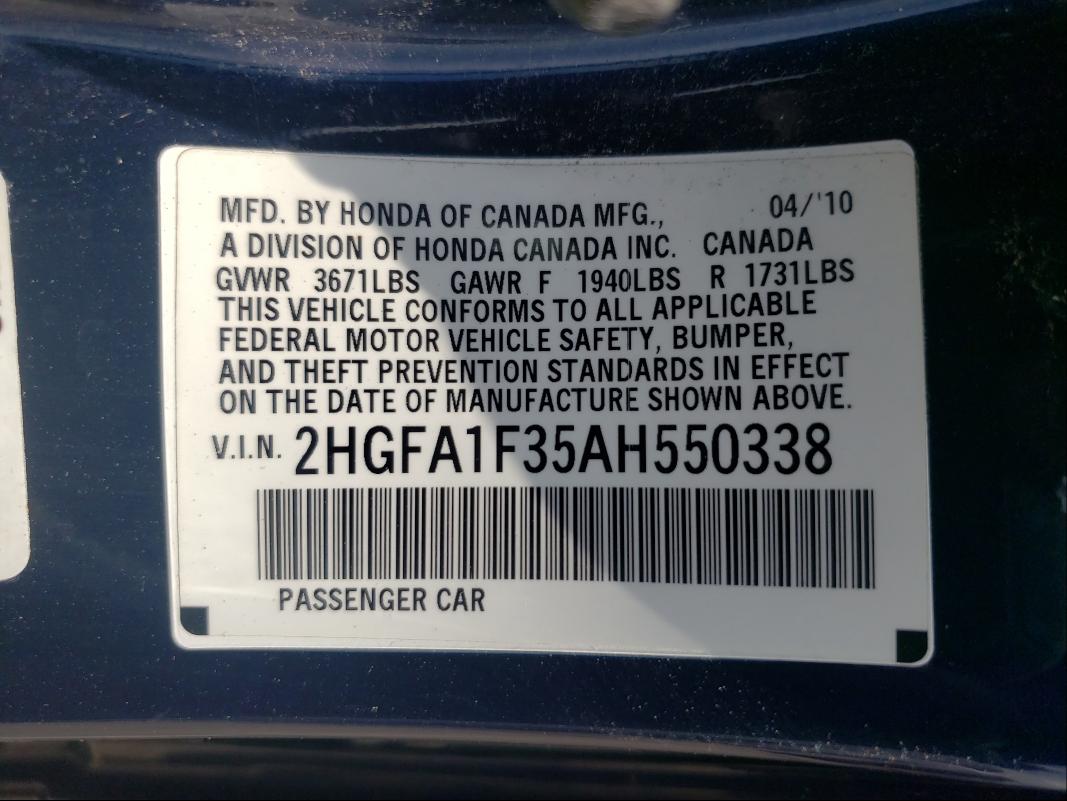 MFD. BY HONDA OF CANADA MFG., 04/'10
A DIVISION OF HONDA CANADA INC. CANADA
GVWR 3671LBS GAWR F 1940LBS R 1731LBS
THIS VEHICLE CONFORMS TO ALL APPLICABLE
FEDERAL MOTOR VEHICLE SAFETY, BUMPER,
AND THEFT PREVENTION STANDARDS IN EFFECT
ON THE DATE OF MANUFACTURE SHOWN ABOVE.
V.I.N. 2HGFA1F35AH550338
PASSENGER CAR